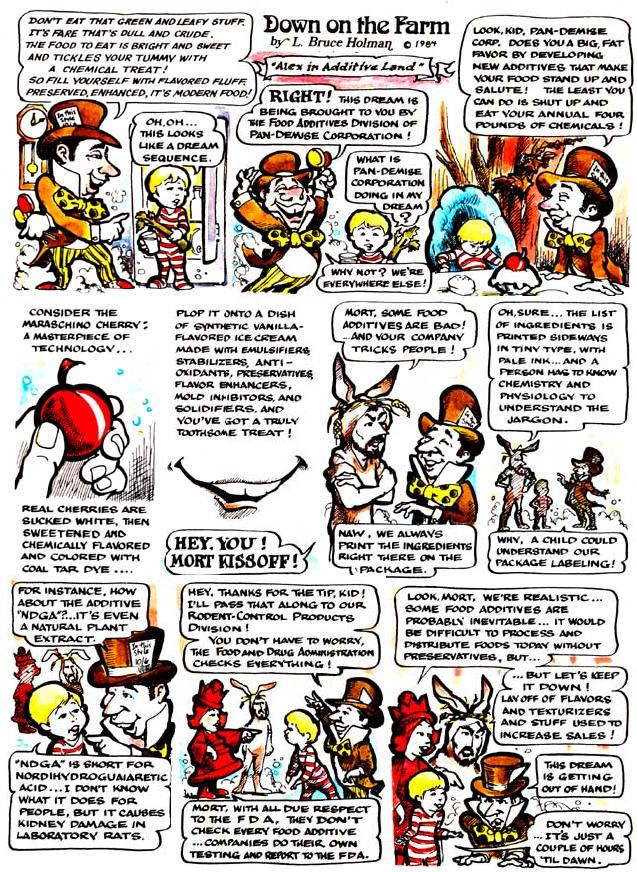 DON'T EAT THAT GREEN AND LEAFY STUFF.
IT'S FARE THAT'S DULL AND CRUDE.
THE FOOD TO EAT IS BRIGHT AND SWEET
AND TICKLES YOUR TUMMY WITH
A CHEMICAL TREAT!
SO FILL YOURSELF WITH FLAVORED FLUFF,
PRESERVED, ENHANCED, IT'S MODERN FOOD!
Down on the Farm
by L. Bruce Holman © 1984
"Alex in Additive Land"
In This
Style
10/6
OH, OH...
THIS LOOKS
LIKE A DREAM
SEQUENCE.
RIGHT! THIS DREAM IS
BEING BROUGHT TO YOU BY
THE FOOD ADDITIVES DIVISION OF
PAN-DEMISE CORPORATION!
WHAT IS
PAN-DEMISE
CORPORATION
DOING IN MY
DREAM
?
WHY NOT? WE'RE
EVERYWHERE ELSE!
LOOK, KID, PAN-DEMISE
CORP. DOES YOU A BIG, FAT
FAVOR BY DEVELOPING
NEW ADDITIVES THAT MAKE
YOUR FOOD STAND UP AND
SALUTE! THE LEAST YOU
CAN DO IS SHUT UP AND
EAT YOUR ANNUAL FOUR
POUNDS OF CHEMICALS!
CONSIDER THE
MARASCHINO CHERRY:
A MASTERPIECE OF
TECHNOLOGY...
REAL CHERRIES ARE
SUCKED WHITE, THEN
SWEETENED AND
CHEMICALLY FLAVORED
AND COLORED WITH
COAL TAR DYE....
PLOP IT ONTO A DISH
OF SYNTHETIC VANILLA-
FLAVORED ICE CREAM
MADE WITH EMULSIFIERS,
STABILIZERS, ANTI-
OXIDANTS, PRESERVATIVES,
FLAVOR ENHANCERS,
MOLD INHIBITORS, AND
SOLIDIFIERS, AND
YOU'VE GOT A TRULY
TOOTHSOME TREAT!
HEY, YOU!
MORT KISSOFF!
MORT, SOME FOOD
ADDITIVES ARE BAD!
...AND YOUR COMPANY
TRICKS PEOPLE!
NAW, WE ALWAYS
PRINT THE INGREDIENTS
RIGHT THERE ON THE
PACKAGE.
OH, SURE... THE LIST
OF INGREDIENTS IS
PRINTED SIDEWAYS
IN TINY TYPE, WITH
PALE INK...AND A
PERSON HAS TO KNOW
CHEMISTRY AND
PHYSIOLOGY TO
UNDERSTAND THE
JARGON.
WHY, A CHILD COULD
UNDERSTAND OUR
PACKAGE LABELING!
FOR INSTANCE, HOW
ABOUT THE ADDITIVE
"NDGA"?..IT'S EVEN
A NATURAL PLANT
EXTRACT.
In This
Style
10/6
"NDGA" IS SHORT FOR
NORDIHYDROGUAIARETIC
ACID...I DON'T KNOW
WHAT IT DOES FOR
PEOPLE, BUT IT CAUSES
KIDNEY DAMAGE IN
LABORATORY RATS.
HEY, THANKS FOR THE TIP, KID!
I'LL PASS THAT ALONG TO OUR
RODENT-CONTROL PRODUCTS
DIVISION!
YOU DON'T HAVE TO WORRY,
THE FOOD AND DRUG ADMINISTRATION
CHECKS EVERYTHING!
MORT, WITH ALL DUE RESPECT
TO THE FDA, THEY DON'T
CHECK EVERY FOOD ADDITIVE
...COMPANIES DO THEIR OWN
TESTING AND REPORT TO THE FDA.
LOOK, MORT, WE'RE REALISTIC...
SOME FOOD ADDITIVES ARE
PROBABLY INEVITABLE... IT WOULD
BE DIFFICULT TO PROCESS AND
DISTRIBUTE FOODS TODAY WITHOUT
PRESERVATIVES, BUT...
...BUT LET'S KEEP
IT DOWN!
LAY OFF OF FLAVORS
AND TEXTURIZERS
AND STUFF USED TO
INCREASE SALES!
THIS DREAM
IS GETTING
OUT OF HAND!
DON'T WORRY
...IT'S JUST A
COUPLE OF HOURS
'TIL DAWN.